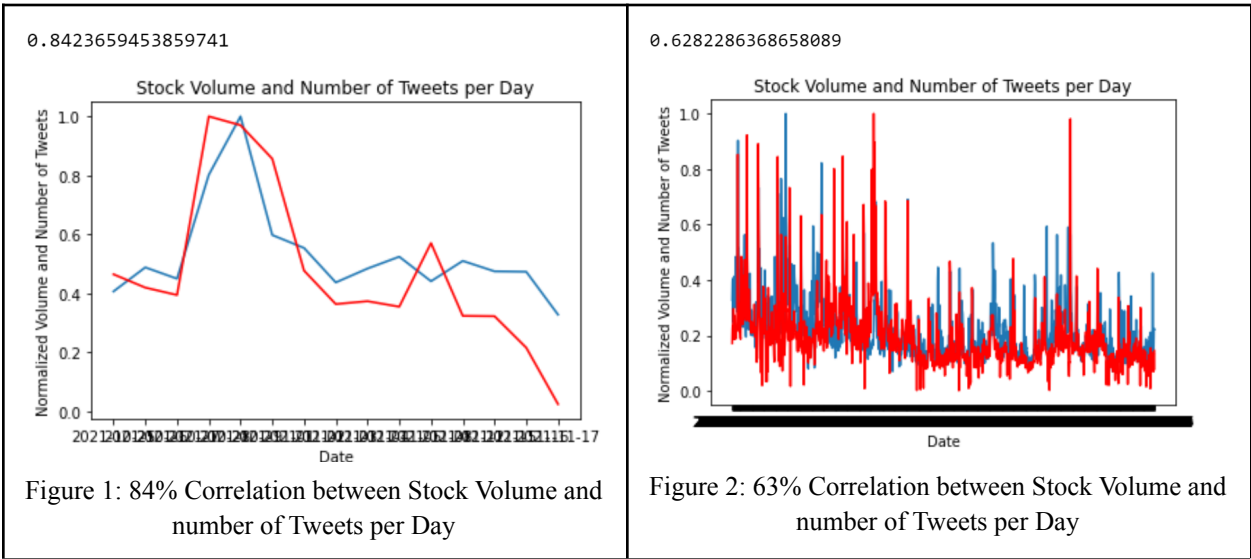 0.8423659453859741
Stock Volume and Number of Tweets per Day
Normalized Volume and Number of Tweets
1.0
0.8
0.6
0.4
0.2
0.0
Date
Figure 1: 84% Correlation between Stock Volume and
number of Tweets per Day
0.6282286368658089
Stock Volume and Number of Tweets per Day
Normalized Volume and Number of Tweets
1.0
0.8
0.6
0.4
0.2
0.0
Date
Figure 2: 63% Correlation between Stock Volume and
number of Tweets per Day